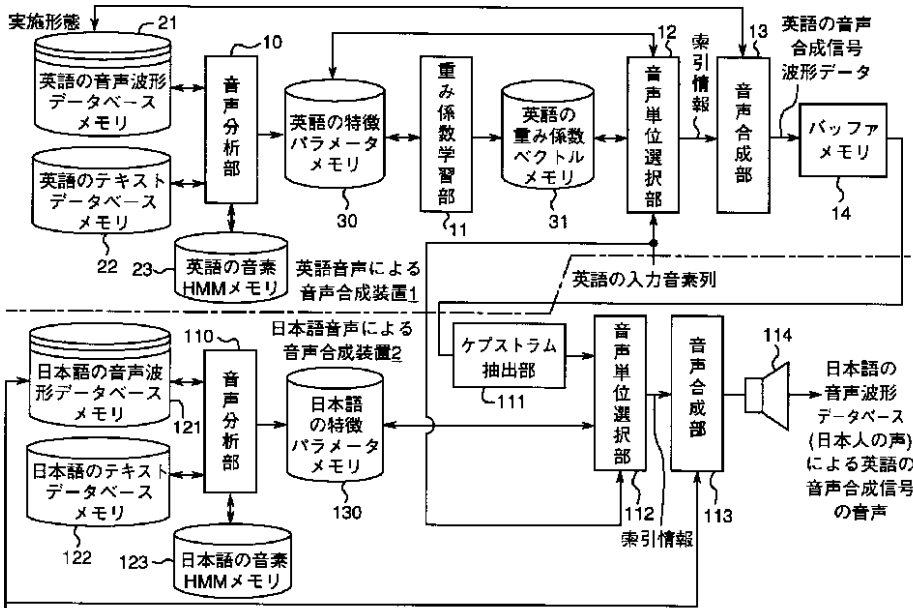 実施形態
21
英語の音声波形
データベース
メモリ
英語のテキスト
データベース
メモリ
22
10
音声分析部
23
英語の音素
HMMメモリ
英語の特徴
パラメータ
メモリ
30
重み係数学習部
11
英語の
重み係数
ベクトル
メモリ
31
12
音声単位選択部
索引情報
13
音声合成部
英語の音声
合成信号
波形データ
バッファ
メモリ
14
英語音声による
音声合成装置1
英語の入力音素列
日本語音声による
音声合成装置2
日本語の音声波
形データベース
メモリ
121
日本語のテキスト
データベース
メモリ
122
110
音声分析部
123
日本語の音素
HMMメモリ
日本語
の特徴
パラメータ
メモリ
130
ケプストラム
抽出部
111
音声単位選択部
112
索引情報
音声合成部
113
114
日本語の
音声波形
データベース
(日本人の声)
による英語の
音声合成信号
の音声